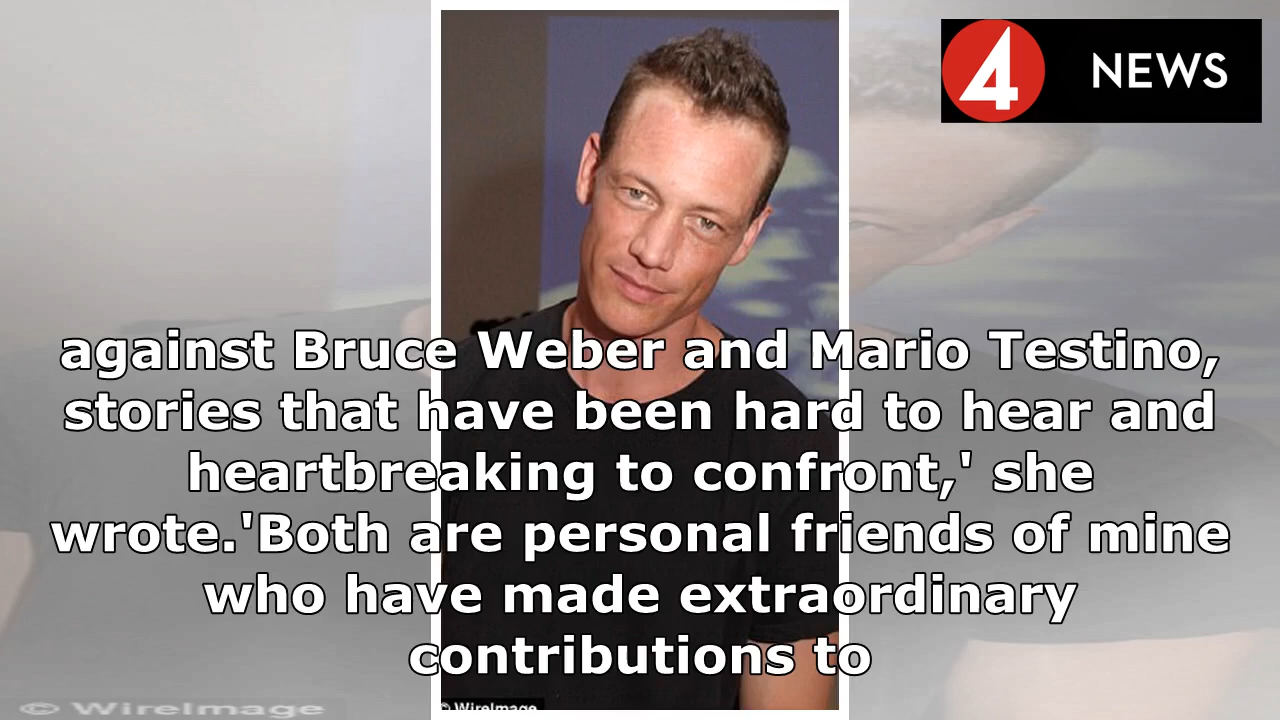 4 NEWS
against Bruce Weber and Mario Testino,
stories that have been hard to hear and
heartbreaking to confront,' she
wrote.'Both are personal friends of mine
who have made extraordinary
contributions to
© WireImage
© WireImage